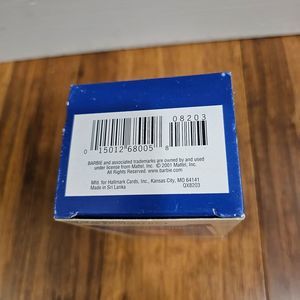 08203
0 15012 68005 8
BARBIE and associated trademarks are owned by and used
under license from Mattel, Inc. © 2001 Mattel, Inc.
All Rights Reserved. www.barbie.com
Mfd. for Hallmark Cards, Inc., Kansas City, MO 64141
Made in Sri Lanka QXI8203